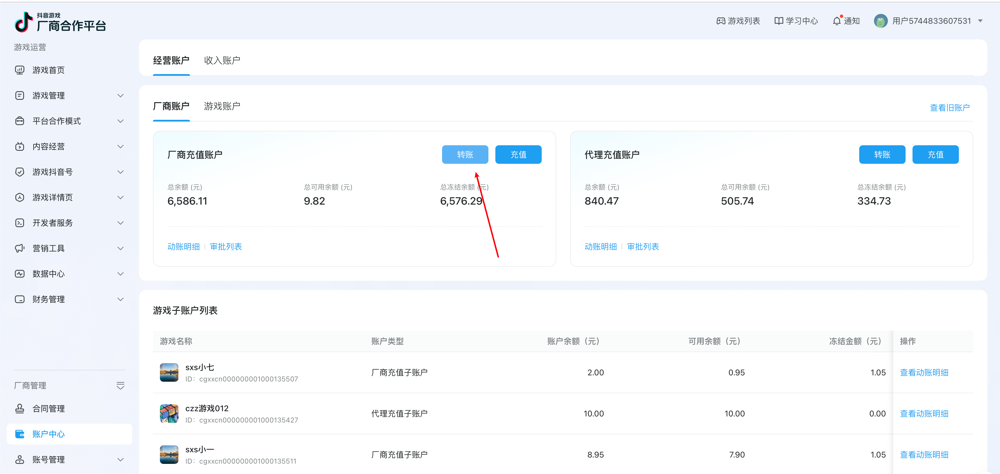 抖音游戏
厂商合作平台
游戏列表
学习中心
通知
用户5744833607531
游戏运营
游戏首页
游戏管理
平台合作模式
内容经营
游戏抖音号
游戏详情页
开发者服务
营销工具
数据中心
财务管理
厂商管理
合同管理
账户中心
账号管理
经营账户 收入账户
厂商账户 游戏账户 查看旧账户
厂商充值账户 转账 充值
总余额 (元) 总可用余额 (元) 总冻结余额 (元)
6,586.11 9.82 6,576.29
动账明细 审批列表
代理充值账户 转账 充值
总余额 (元) 总可用余额 (元) 总冻结余额 (元)
840.47 505.74 334.73
动账明细 审批列表
游戏子账户列表
游戏名称 账户类型 账户余额（元） 可用余额（元） 冻结金额（元） 操作
sxs小七
ID：cgxxcn000000001000135507
厂商充值子账户 2.00 0.95 1.05 查看动账明细
czz游戏012
ID：cgxxcn000000001000135427
代理充值子账户 10.00 10.00 0.00 查看动账明细
sxs小一
ID：cgxxcn000000001000135511
厂商充值子账户 8.95 7.90 1.05 查看动账明细